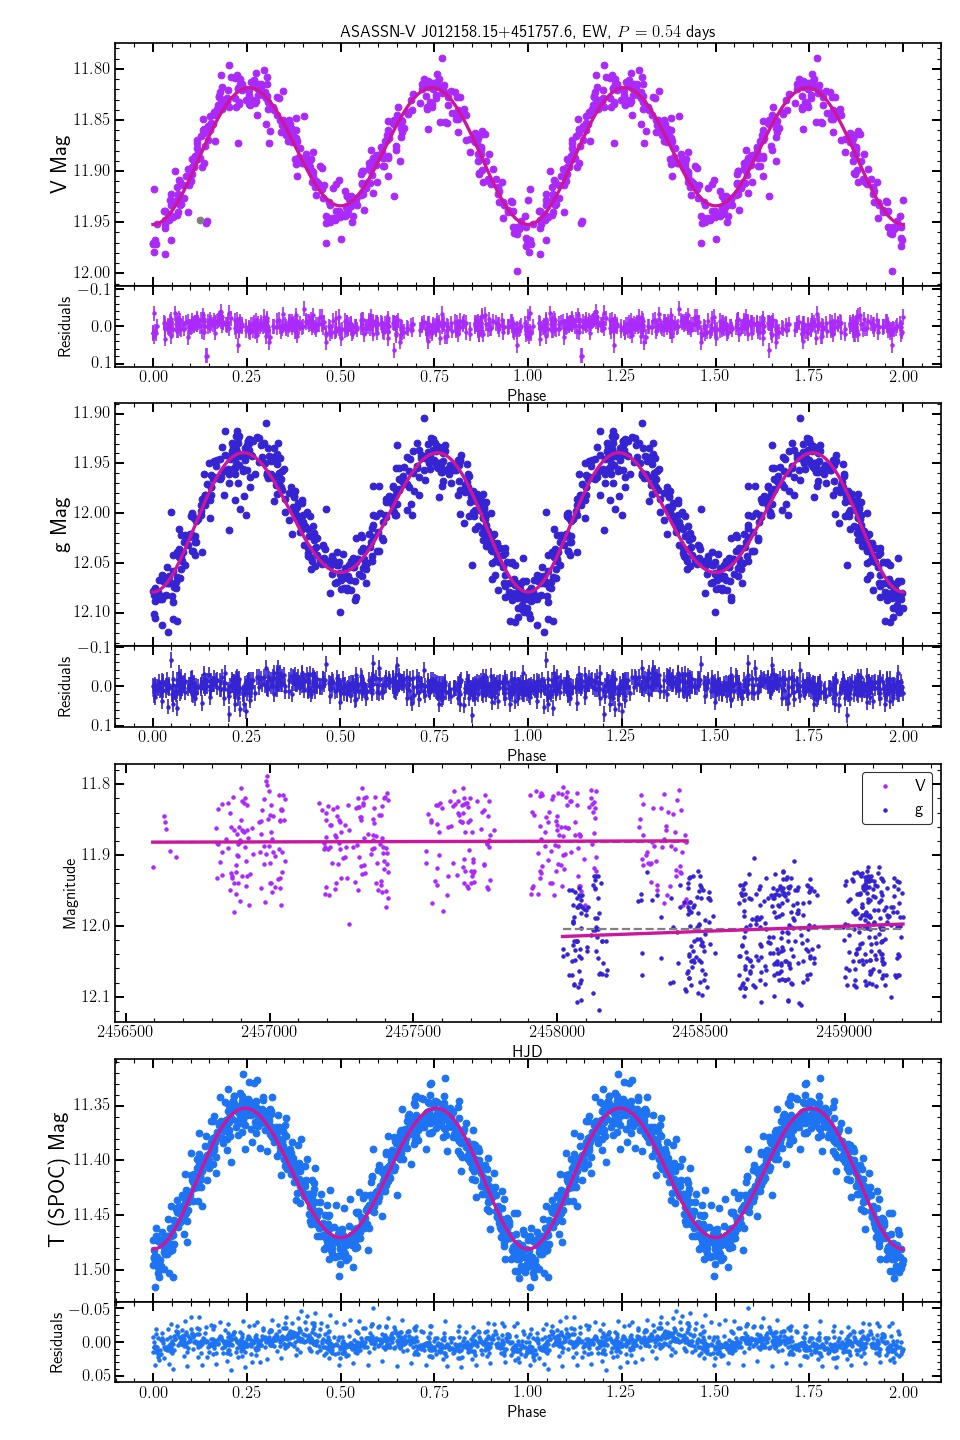 ASASSN-V J012158.15+451757.6, EW, P = 0.54 days
11.80
11.85
11.90
11.95
12.00
V Mag
−0.1
0.0
0.1
Residuals
0.00 0.25 0.50 0.75 1.00 1.25 1.50 1.75 2.00
Phase
11.90
11.95
12.00
12.05
12.10
g Mag
−0.1
0.0
0.1
Residuals
0.00 0.25 0.50 0.75 1.00 1.25 1.50 1.75 2.00
Phase
11.8
11.9
12.0
12.1
Magnitude
V
g
2456500 2457000 2457500 2458000 2458500 2459000
HJD
11.35
11.40
11.45
11.50
T (SPOC) Mag
−0.05
0.00
0.05
Residuals
0.00 0.25 0.50 0.75 1.00 1.25 1.50 1.75 2.00
Phase